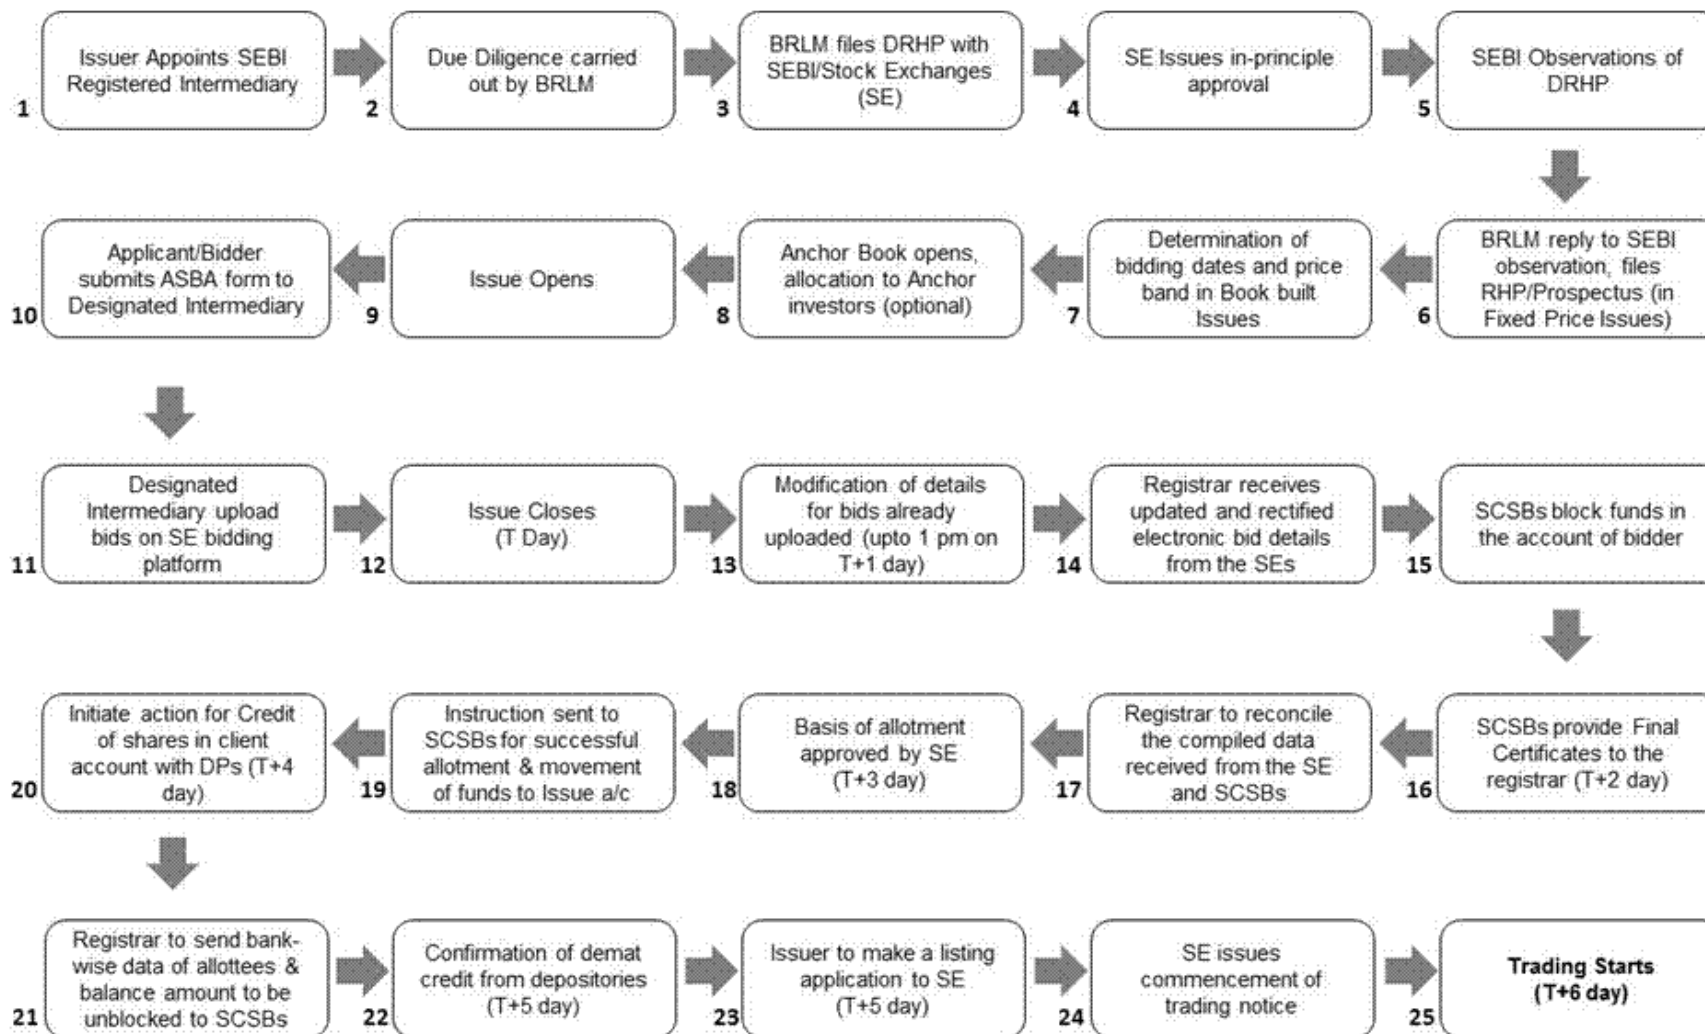 Issuer Appoints SEBI
Registered Intermediary
1
Due Diligence carried
out by BRLM
2
BRLM files DRHP with
SEBI/Stock Exchanges
(SE)
3
SE Issues in-principle
approval
4
SEBI Observations of
DRHP
5
BRLM reply to SEBI
observation, files
RHP/Prospectus (in
Fixed Price Issues)
6
Determination of
bidding dates and price
band in Book built
Issues
7
Anchor Book opens,
allocation to Anchor
investors (optional)
8
Issue Opens
9
Applicant/Bidder
submits ASBA form to
Designated Intermediary
10
Designated
Intermediary upload
bids on SE bidding
platform
11
Issue Closes
(T Day)
12
Modification of details
for bids already
uploaded (upto 1 pm on
T+1 day)
13
Registrar receives
updated and rectified
electronic bid details
from the SEs
14
SCSBs block funds in
the account of bidder
15
SCSBs provide Final
Certificates to the
registrar (T+2 day)
16
Registrar to reconcile
the compiled data
received from the SE
and SCSBs
17
Basis of allotment
approved by SE
(T+3 day)
18
Instruction sent to
SCSBs for successful
allotment & movement
of funds to Issue a/c
19
Initiate action for Credit
of shares in client
account with DPs (T+4
day)
20
Registrar to send bank-
wise data of allottees &
balance amount to be
unblocked to SCSBs
21
Confirmation of demat
credit from depositories
(T+5 day)
22
Issuer to make a listing
application to SE
(T+5 day)
23
SE issues
commencement of
trading notice
24
Trading Starts
(T+6 day)
25